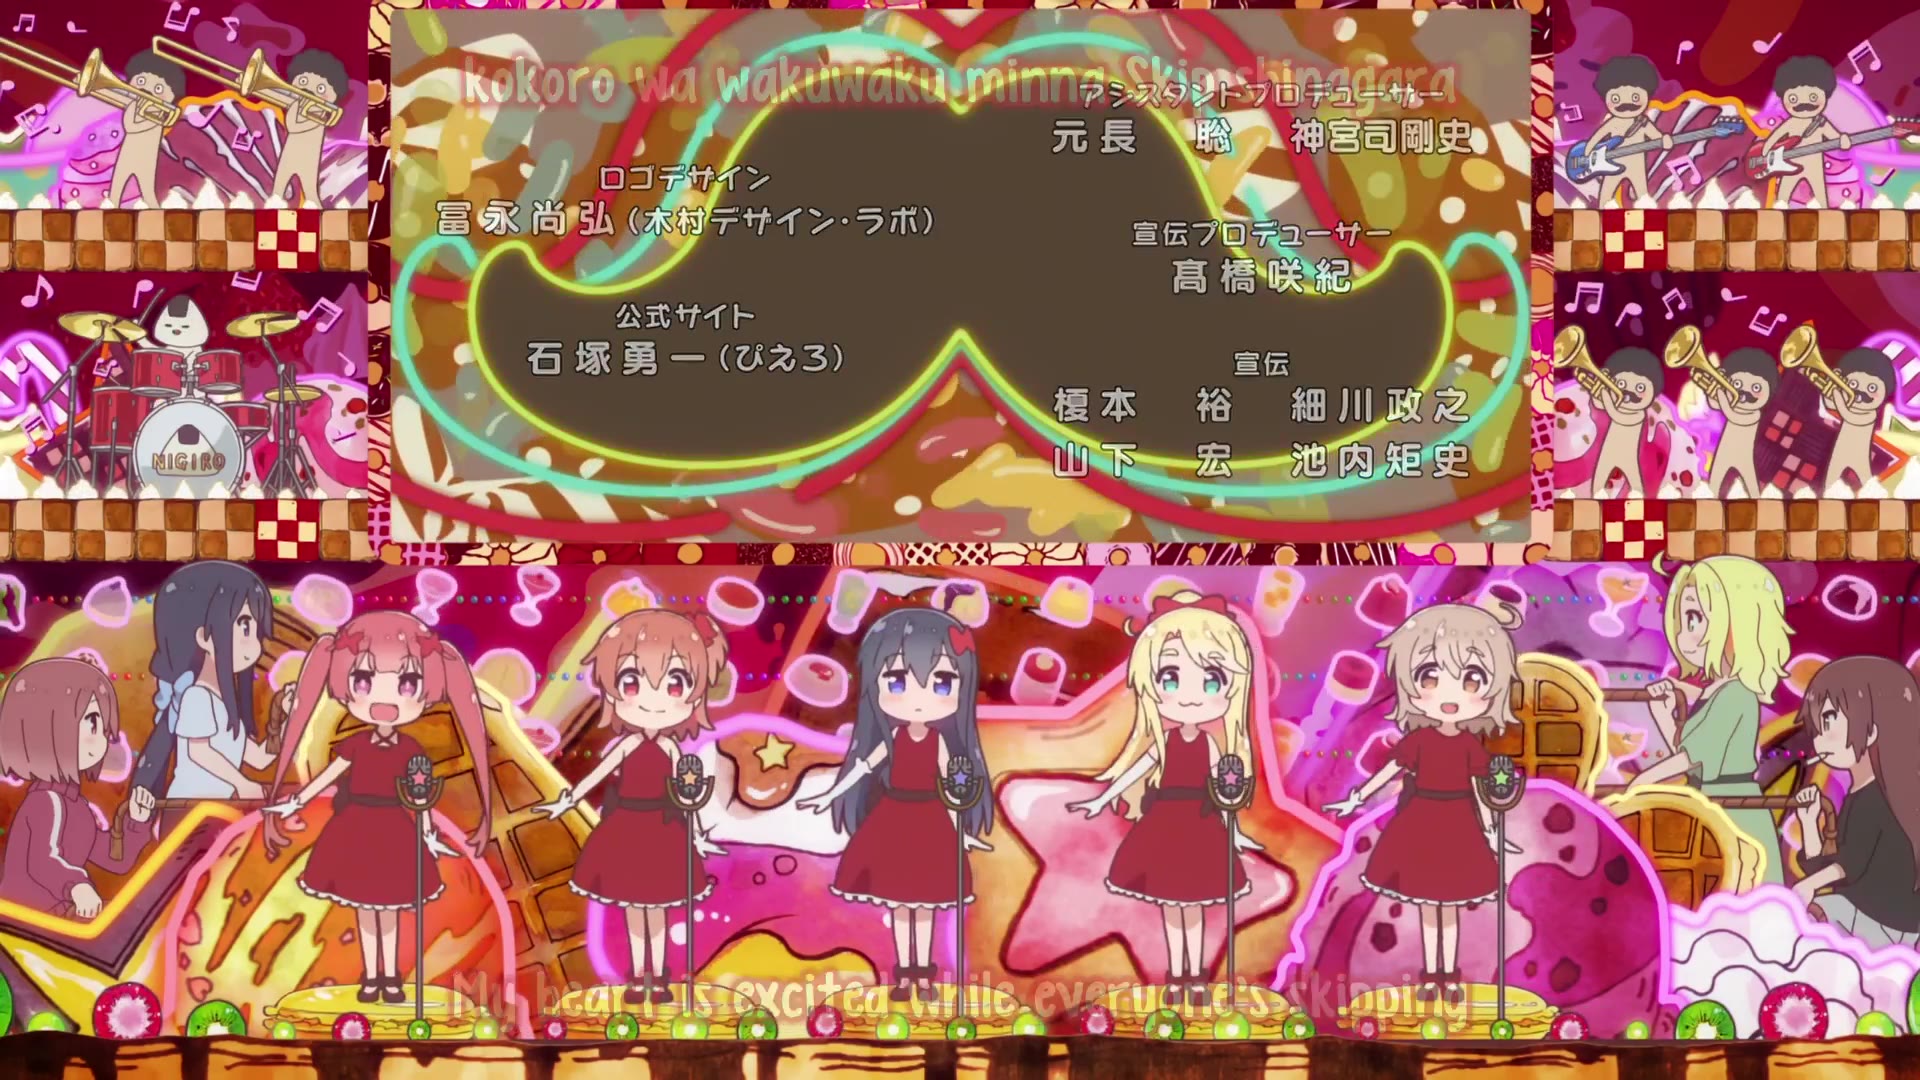 kokoro wa wakuwaku minna Skip shinagara
アシスタントプロデューサー
元長 聡 神宮司剛史
ロゴデザイン
冨永尚弘(木村デザイン・ラボ)
宣伝プロデューサー
髙橋咲紀
公式サイト
石塚勇一(ぴえろ)
宣伝
榎本 裕 細川政之
山下 宏 池内矩史
NIGIRO
My heart is excited while everyone's skipping